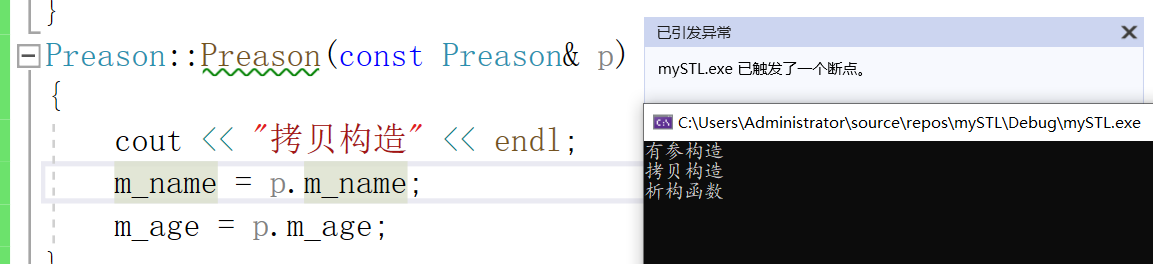 }
Preason::Preason(const Preason& p)
{
cout << "拷贝构造" << endl;
m_name = p.m_name;
m_age = p.m_age;
}
已引发异常
mySTL.exe 已触发了一个断点。
C:\Users\Administrator\source\repos\mySTL\Debug\mySTL.exe
有参构造
拷贝构造
析构函数